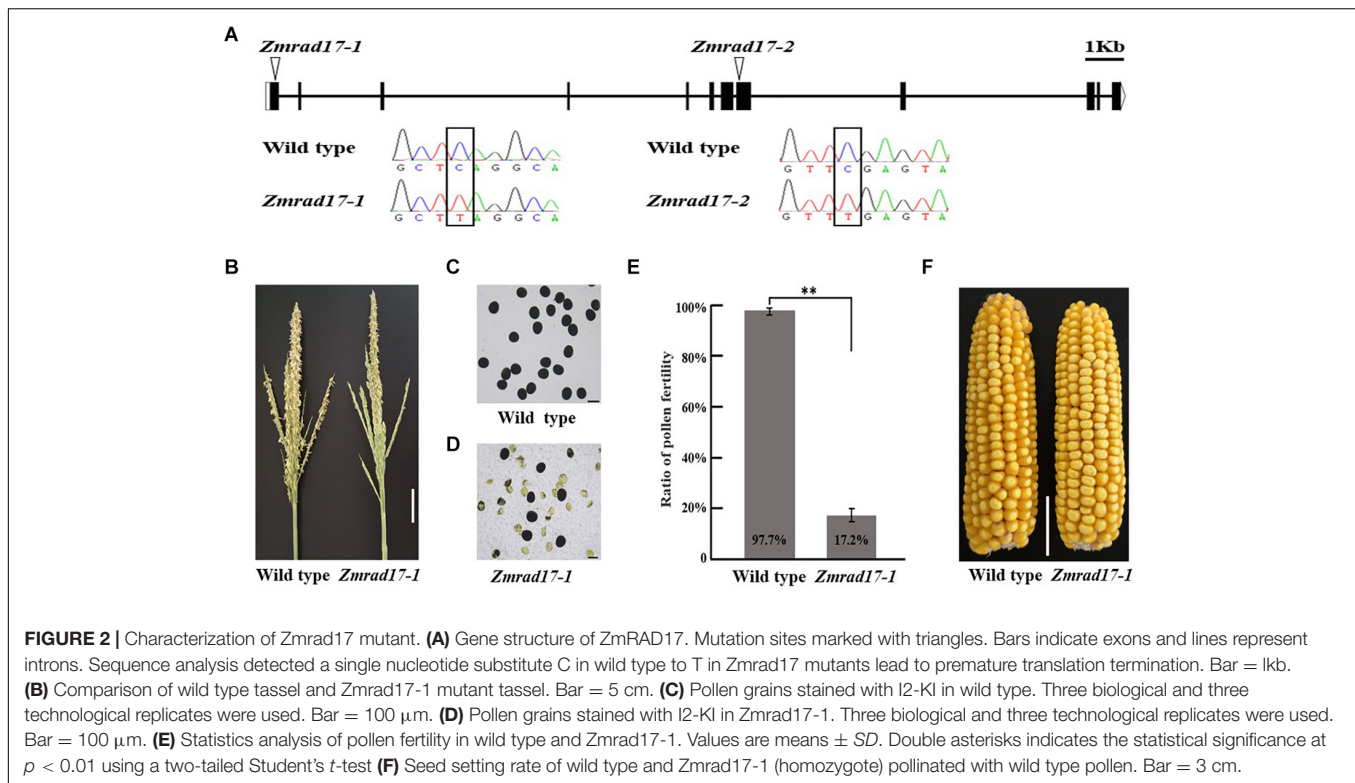 A
Zmrad17-1
Zmrad17-2
1Kb
Wild type
G C T C A G G C A
Zmrad17-1
G C T T A G G C A
Wild type
G T T C G A G T A
Zmrad17-2
G T T T G A G T A
B
Wild type Zmrad17-1
C
Wild type
D
Zmrad17-1
E
Ratio of pollen fertility
100%
80%
60%
40%
20%
0
**
97.7%
17.2%
Wild type Zmrad17-1
F
Wild type Zmrad17-1
FIGURE 2 | Characterization of Zmrad17 mutant. (A) Gene structure of ZmRAD17. Mutation sites marked with triangles. Bars indicate exons and lines represent
introns. Sequence analysis detected a single nucleotide substitute C in wild type to T in Zmrad17 mutants lead to premature translation termination. Bar = lkb.
(B) Comparison of wild type tassel and Zmrad17-1 mutant tassel. Bar = 5 cm. (C) Pollen grains stained with I2-KI in wild type. Three biological and three
technological replicates were used. Bar = 100 μm. (D) Pollen grains stained with I2-KI in Zmrad17-1. Three biological and three technological replicates were used.
Bar = 100 μm. (E) Statistics analysis of pollen fertility in wild type and Zmrad17-1. Values are means ± SD. Double asterisks indicates the statistical significance at
p < 0.01 using a two-tailed Student's t-test (F) Seed setting rate of wild type and Zmrad17-1 (homozygote) pollinated with wild type pollen. Bar = 3 cm.